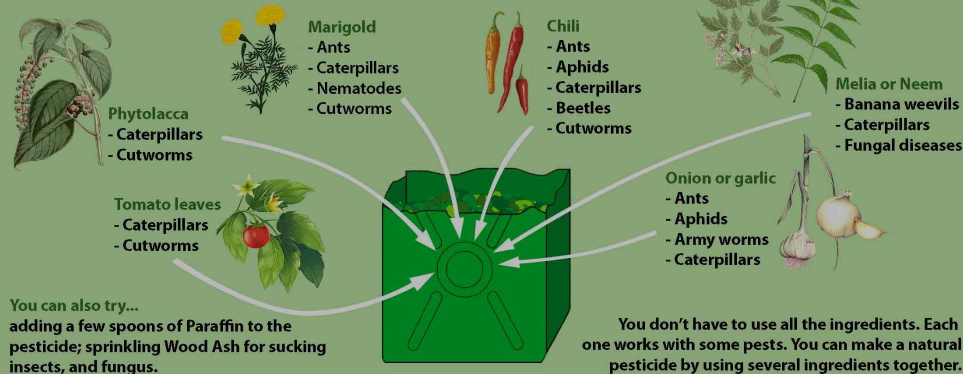 Marigold
- Ants
- Caterpillars
- Nematodes
- Cutworms
Chili
- Ants
- Aphids
- Caterpillars
- Beetles
- Cutworms
Melia or Neem
- Banana weevils
- Caterpillars
- Fungal diseases
Phytolacca
- Caterpillars
- Cutworms
Onion or garlic
- Ants
- Aphids
- Army worms
- Caterpillars
Tomato leaves
- Caterpillars
- Cutworms
You can also try...
adding a few spoons of Paraffin to the
pesticide; sprinkling Wood Ash for sucking
insects, and fungus.
You don't have to use all the ingredients. Each
one works with some pests. You can make a natural
pesticide by using several ingredients together.